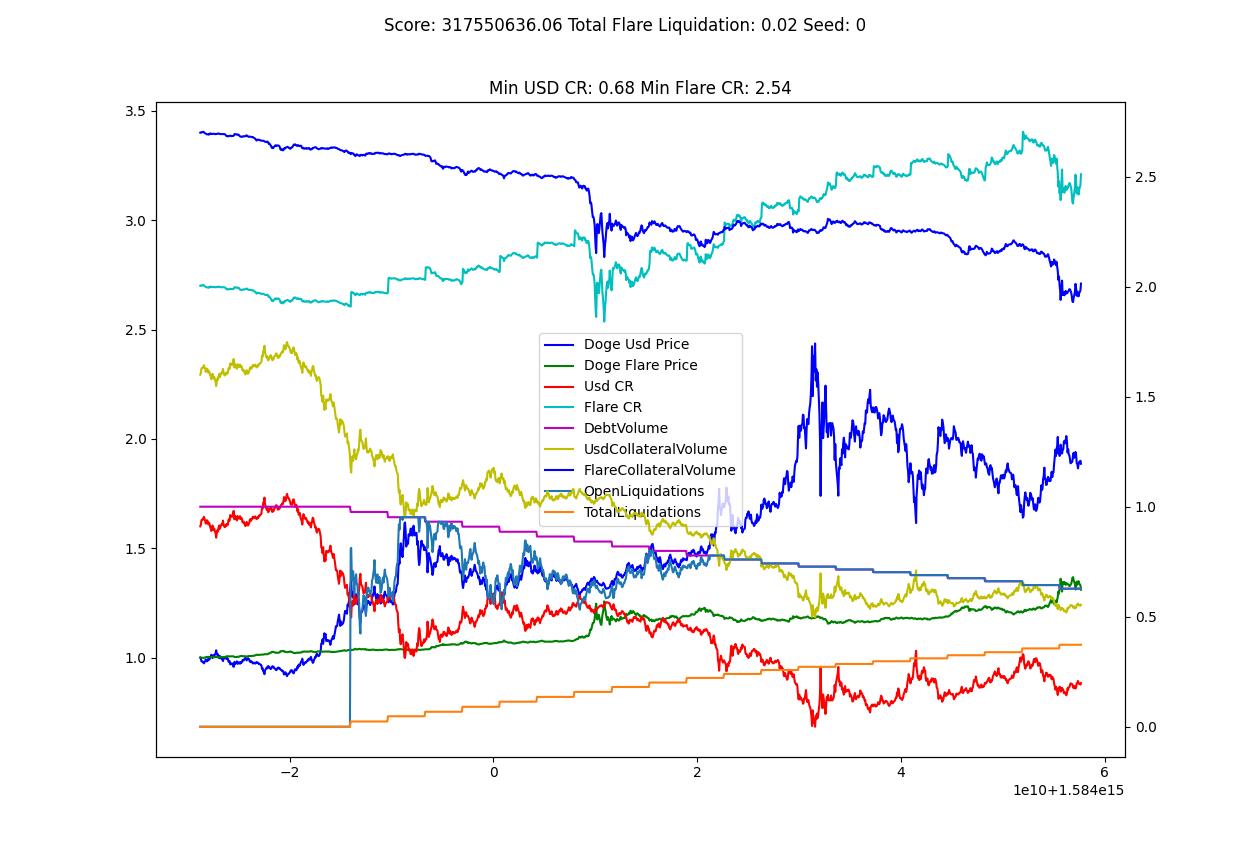 Score: 317550636.06 Total Flare Liquidation: 0.02 Seed: 0
Min USD CR: 0.68 Min Flare CR: 2.54
3.5
3.0
2.5
2.0
1.5
1.0
2.5
2.0
1.5
1.0
0.5
0.0
Doge Usd Price
Doge Flare Price
Usd CR
Flare CR
DebtVolume
UsdCollateralVolume
FlareCollateralVolume
OpenLiquidations
TotalLiquidations
−2 0 2 4 6
1e10+1.584e15